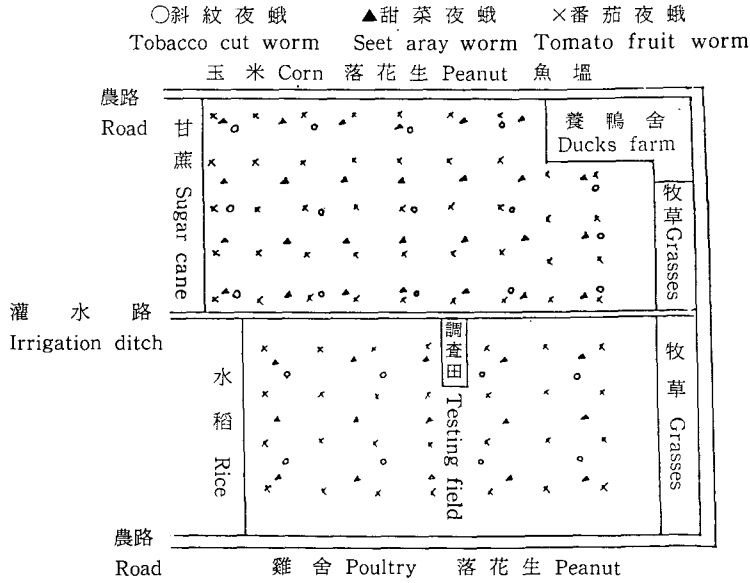 ○斜紋夜蛾 ▲甜菜夜蛾 ×番茄夜蛾
Tobacco cut worm Seet aray worm Tomato fruit worm
玉米 Corn 落花生 Peanut 魚塭
農路
Road
甘蔗 Sugar cane
養鴨舍
Ducks farm
牧草 Grasses
灌水路
Irrigation ditch
調査田 Testing field
水稻 Rice
牧草 Grasses
農路
Road
雞舍 Poultry 落花生 Peanut